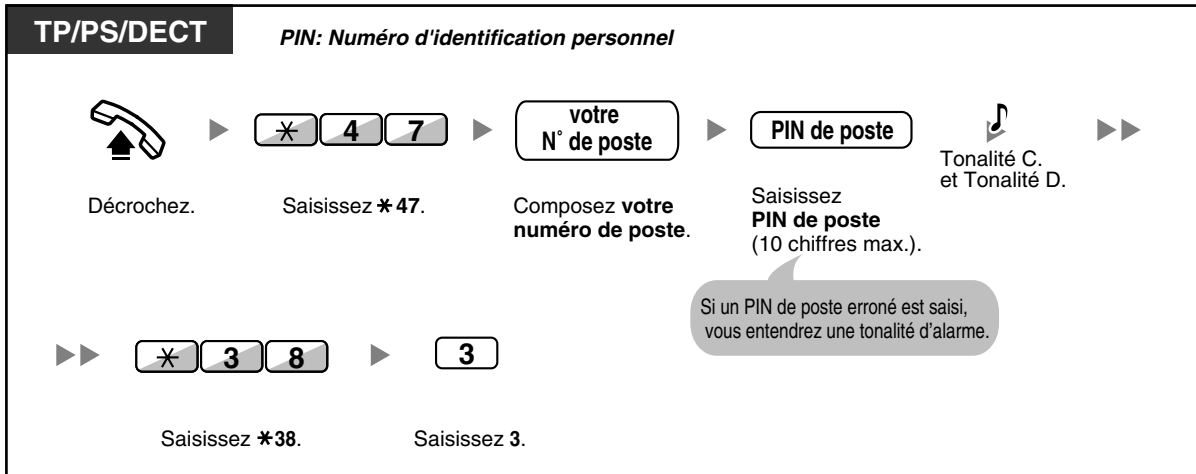 TP/PS/DECT
PIN: Numéro d'identification personnel
* 4 7
votre
N° de poste
PIN de poste
Tonalité C.
et Tonalité D.
Décrochez.
Saisissez *47.
Composez votre
numéro de poste.
Saisissez
PIN de poste
(10 chiffres max.).
Si un PIN de poste erroné est saisi,
vous entendrez une tonalité d'alarme.
* 3 8
3
Saisissez *38.
Saisissez 3.